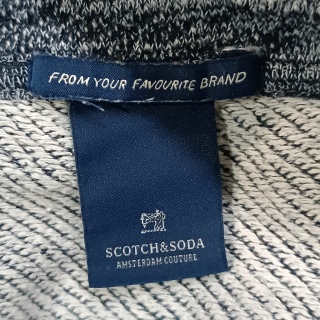 FROM YOUR FAVOURITE BRAND
SCOTCH&SODA
AMSTERDAM COUTURE